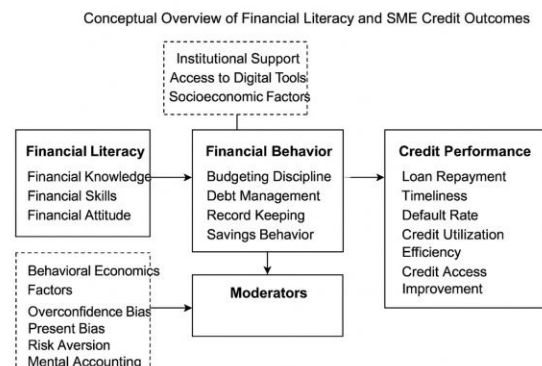 Conceptual Overview of Financial Literacy and SME Credit Outcomes
Institutional Support
Access to Digital Tools
Socioeconomic Factors
Financial Literacy
Financial Knowledge
Financial Skills
Financial Attitude
Financial Behavior
Budgeting Discipline
Debt Management
Record Keeping
Savings Behavior
Credit Performance
Loan Repayment
Timeliness
Default Rate
Credit Utilization
Efficiency
Credit Access
Improvement
Behavioral Economics
Factors
Overconfidence Bias
Present Bias
Risk Aversion
Mental Accounting
Moderators